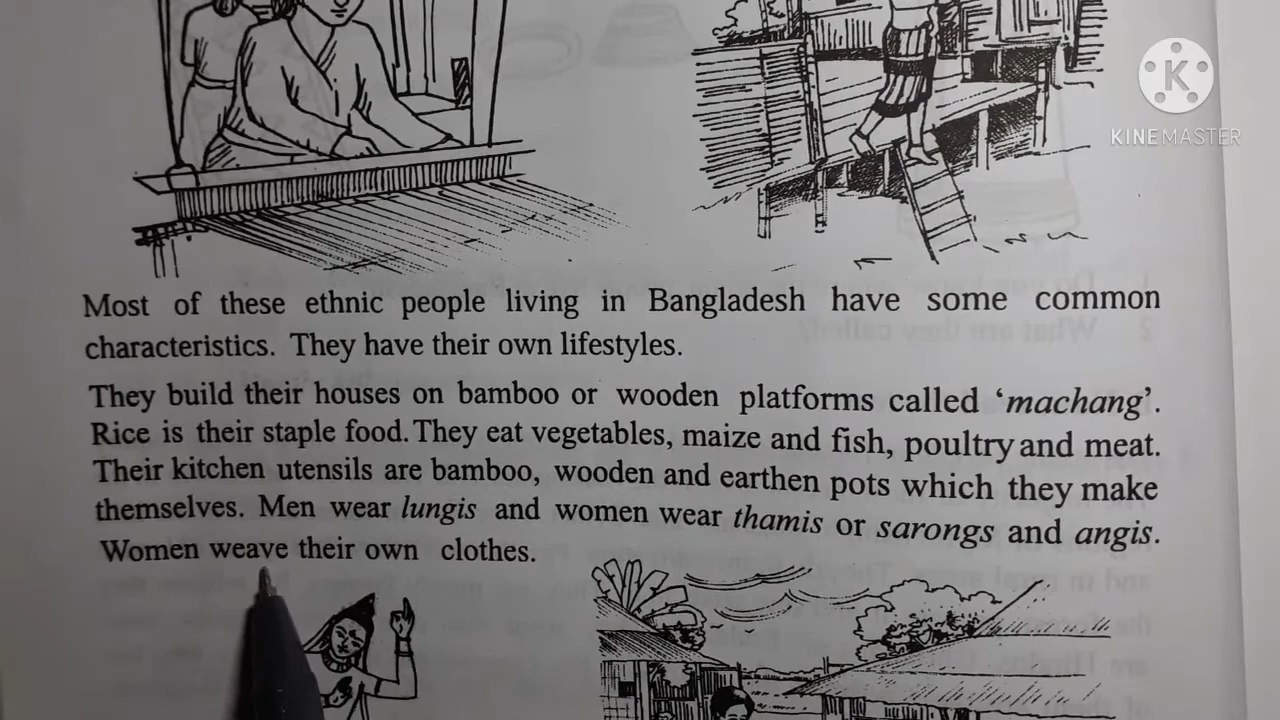 KINEMASTER
Most of these ethnic people living in Bangladesh have some common
characteristics. They have their own lifestyles.
They build their houses on bamboo or wooden platforms called ‘machang’.
Rice is their staple food. They eat vegetables, maize and fish, poultry and meat.
Their kitchen utensils are bamboo, wooden and earthen pots which they make
themselves. Men wear lungis and women wear thamis or sarongs and angis.
Women weave their own clothes.